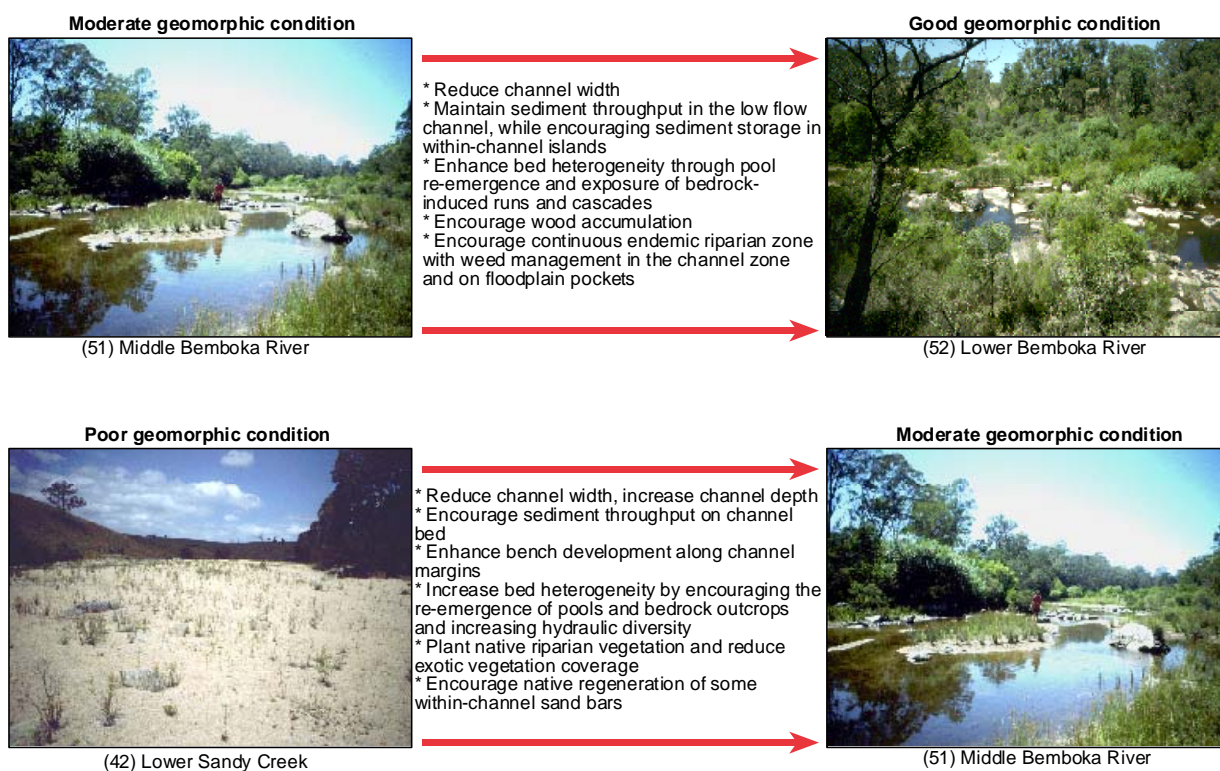 Moderate geomorphic condition
Good geomorphic condition
* Reduce channel width
* Maintain sediment throughput in the low flow
channel, while encouraging sediment storage in
within-channel islands
* Enhance bed heterogeneity through pool
re-emergence and exposure of bedrock-
induced runs and cascades
* Encourage wood accumulation
* Encourage continuous endemic riparian zone
with weed management in the channel zone
and on floodplain pockets
(51) Middle Bemboka River
(52) Lower Bemboka River
Poor geomorphic condition
Moderate geomorphic condition
* Reduce channel width, increase channel depth
* Encourage sediment throughput on channel
bed
* Enhance bench development along channel
margins
* Increase bed heterogeneity by encouraging the
re-emergence of pools and bedrock outcrops
and increasing hydraulic diversity
* Plant native riparian vegetation and reduce
exotic vegetation coverage
* Encourage native regeneration of some
within-channel sand bars
(42) Lower Sandy Creek
(51) Middle Bemboka River